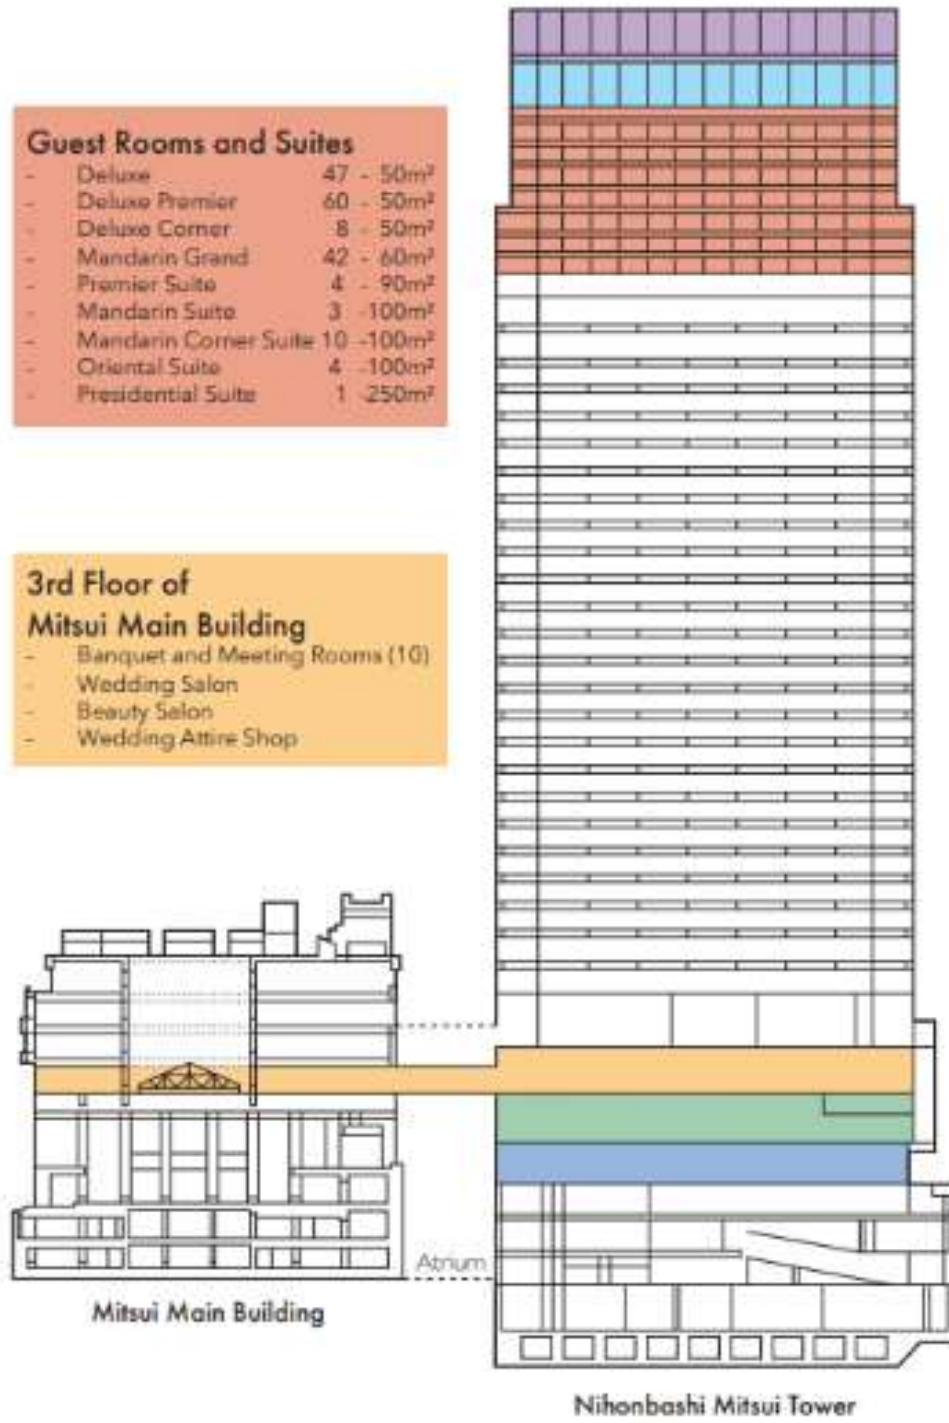 Guest Rooms and Suites
- Deluxe 47 - 50m²
- Deluxe Premier 60 - 50m²
- Deluxe Corner 8 - 50m²
- Mandarin Grand 42 - 60m²
- Premier Suite 4 - 90m²
- Mandarin Suite 3 -100m²
- Mandarin Corner Suite 10 -100m²
- Oriental Suite 4 -100m²
- Presidential Suite 1 -250m²
3rd Floor of
Mitsui Main Building
- Banquet and Meeting Rooms (10)
- Wedding Salon
- Beauty Salon
- Wedding Attire Shop
Atrium
Mitsui Main Building
Nihonbashi Mitsui Tower